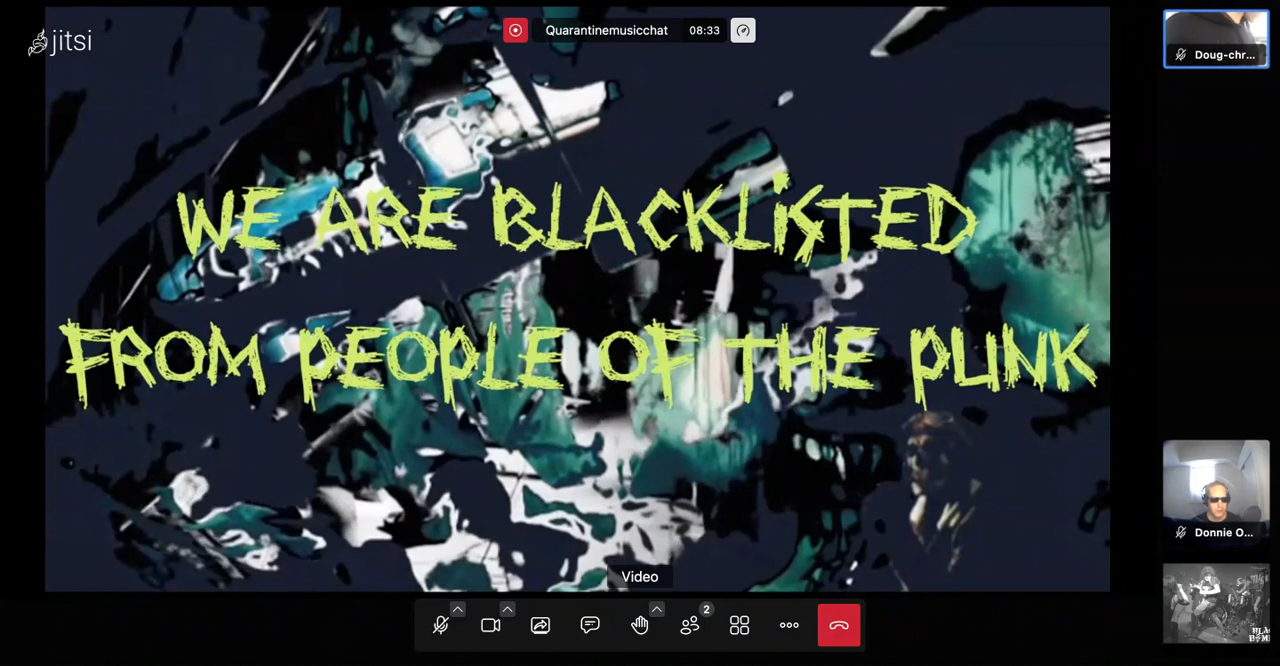 jitsi
Quarantinemusicchat 08:33
Doug-chr...
WE ARE BLACKLiSTED
FROM PEOPLE OF THE PUNK
Donnie O...
Video
2